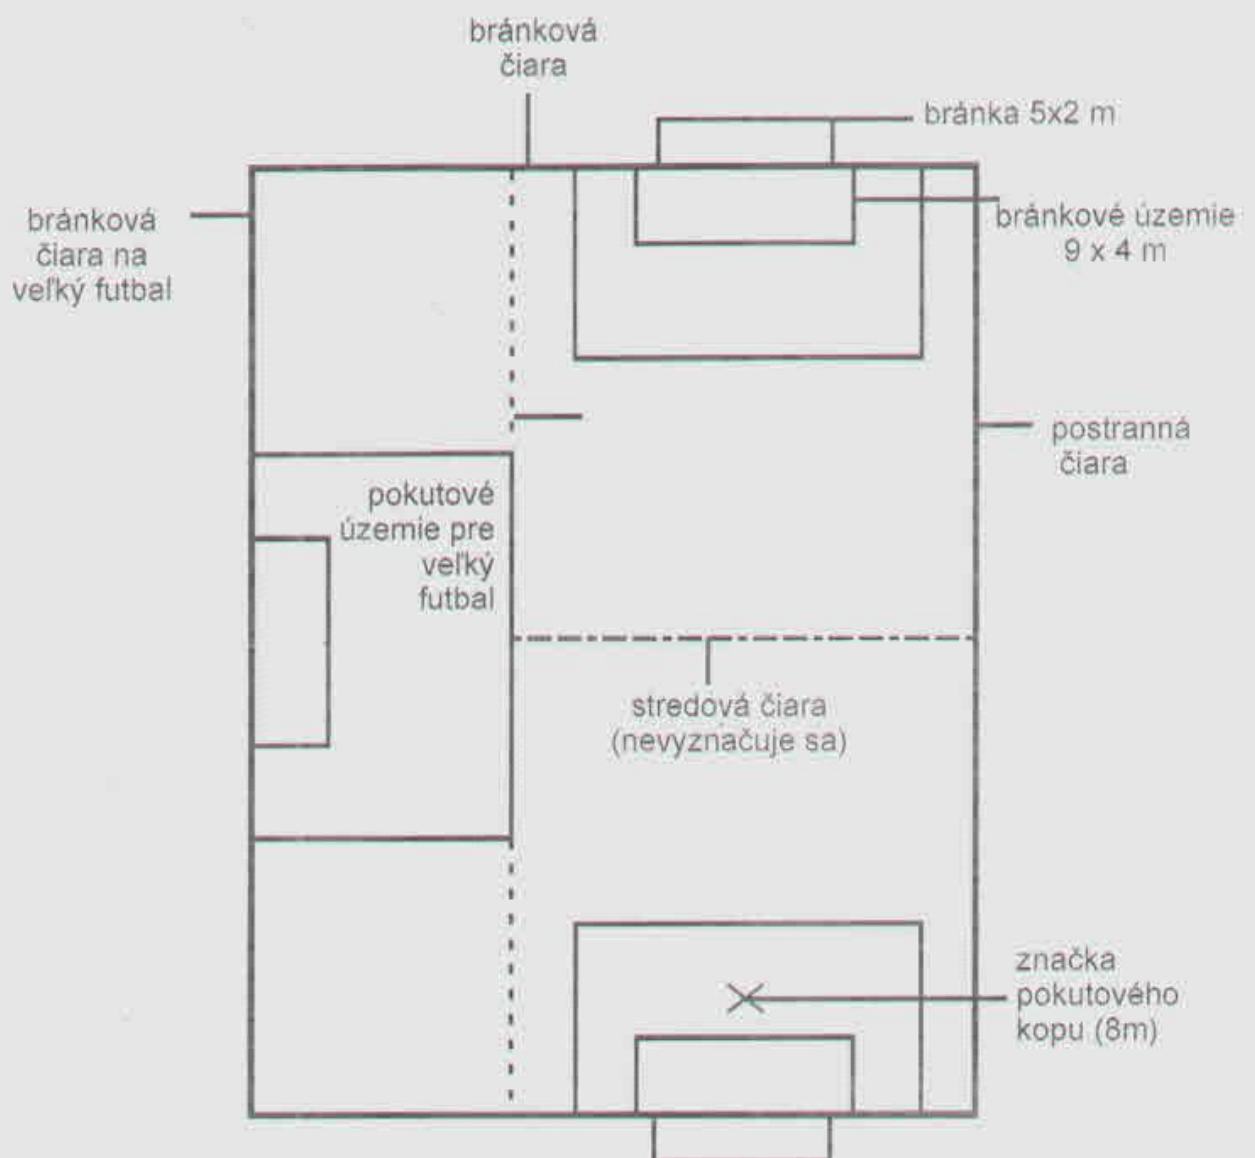 bránková
čiara
bránka 5x2 m
bránková
čiara na
veľký futbal
bránkové územie
9 x 4 m
postranná
čiara
pokutové
územie pre
veľký
futbal
stredová čiara
(nevyznačuje sa)
značka
pokutového
kopu (8m)